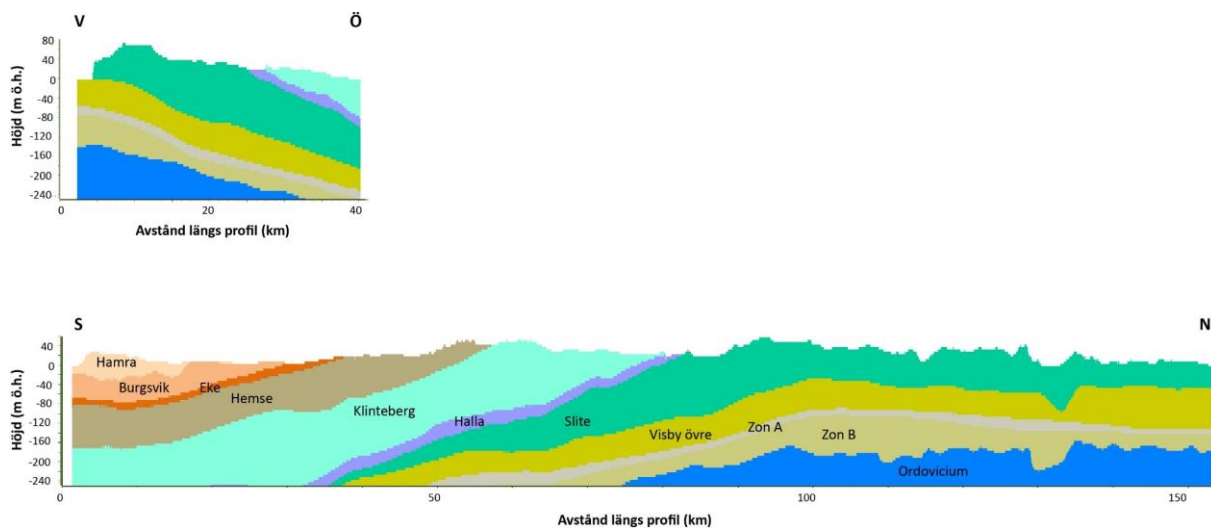 V Ö
80
40
0
-40
-80
-120
-160
-200
-240
Höjd (m ö.h.)
0 20 40
Avstånd längs profil (km)
S N
40
0
-40
-80
-120
-160
-200
-240
Höjd (m ö.h.)
Hamra
Burgsvik Eke
Hemse
Klinteberg
Halla Slite
Visby övre Zon A Zon B
Ordovicium
0 50 100 150
Avstånd längs profil (km)